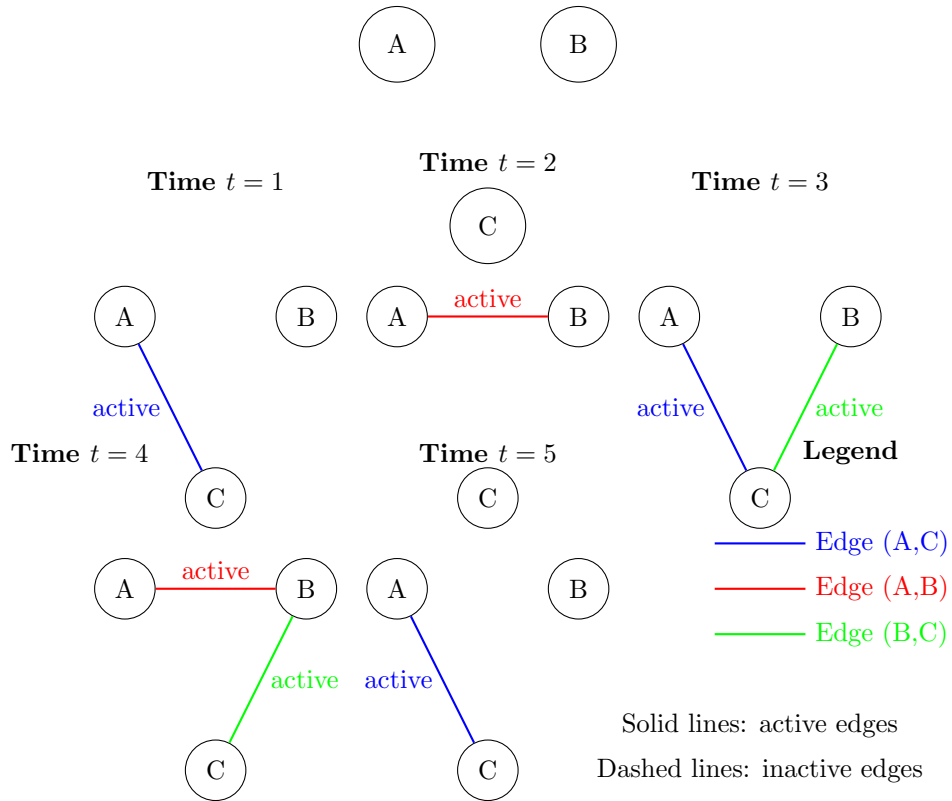 A B
Time t = 2
Time t = 1
Time t = 3
C
A B
A active B
A B
active
active
active
Time t = 4
Time t = 5
Legend
C
C
C
Edge (A,C)
A active B
A
B
Edge (A,B)
Edge (B,C)
active
active
Solid lines: active edges
C
C
Dashed lines: inactive edges